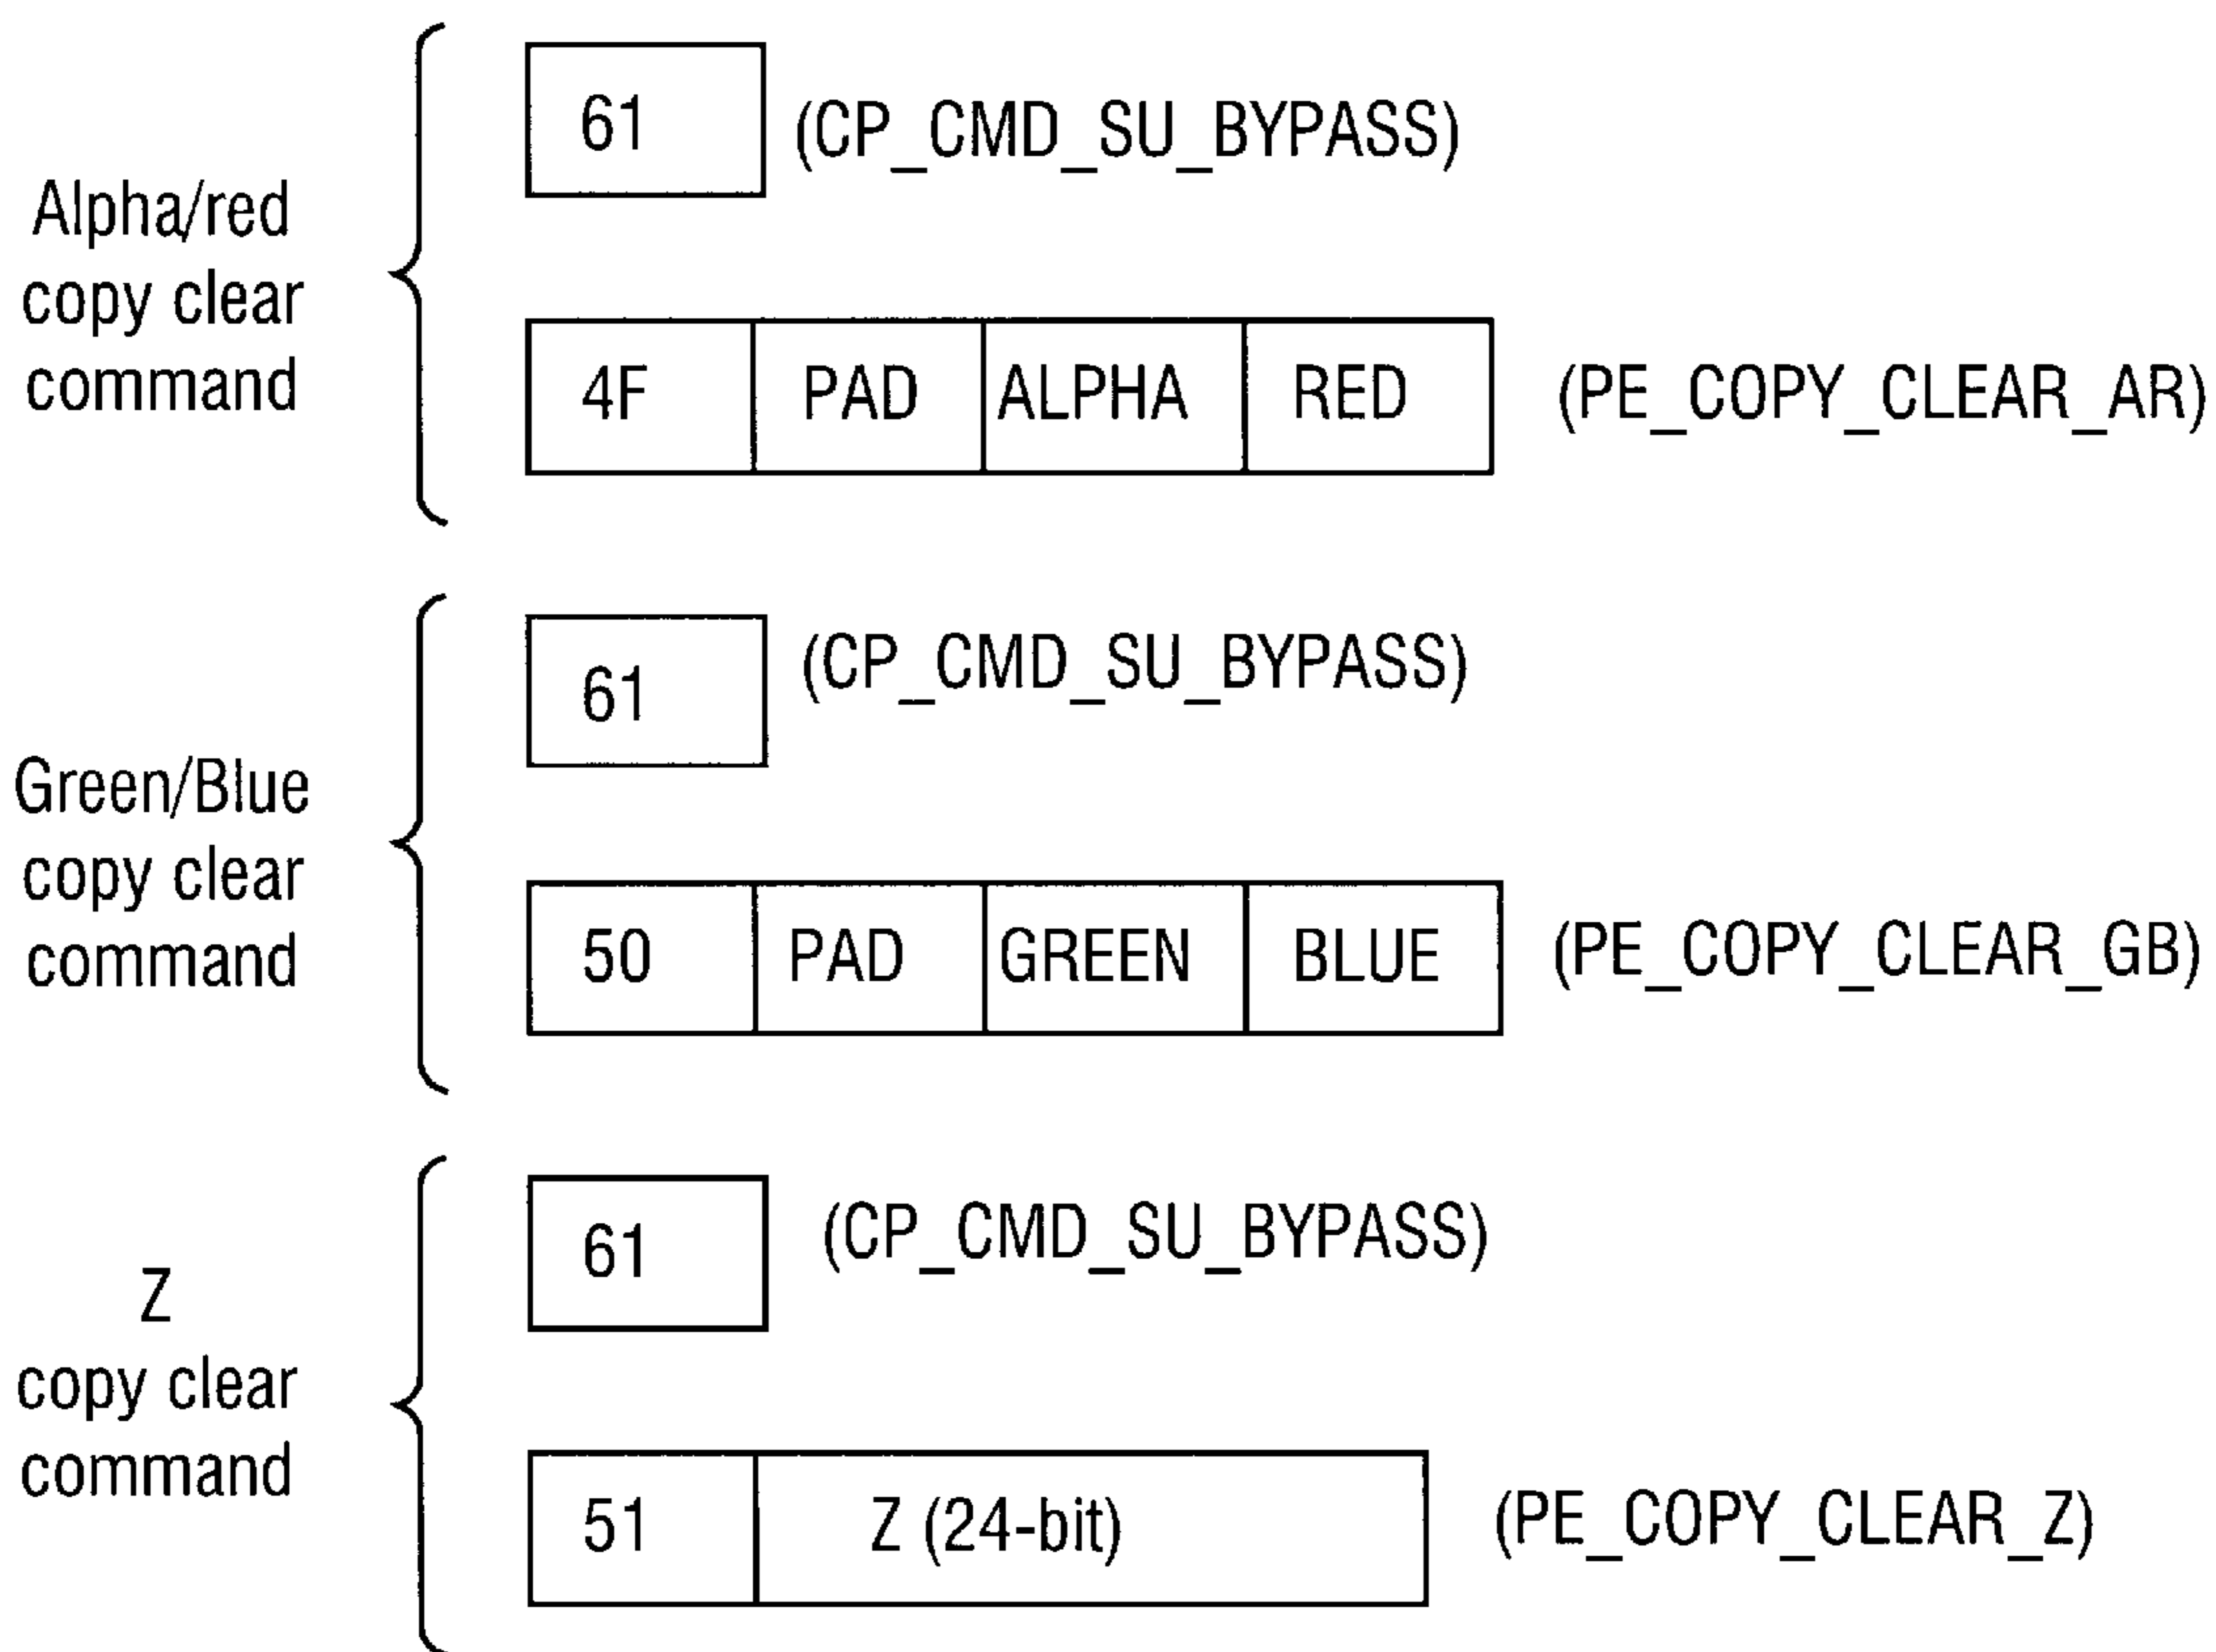 Alpha/red
copy clear
command
61 (CP_CMD_SU_BYPASS)
4F PAD ALPHA RED (PE_COPY_CLEAR_AR)
Green/Blue
copy clear
command
61 (CP_CMD_SU_BYPASS)
50 PAD GREEN BLUE (PE_COPY_CLEAR_GB)
Z
copy clear
command
61 (CP_CMD_SU_BYPASS)
51 Z (24-bit) (PE_COPY_CLEAR_Z)